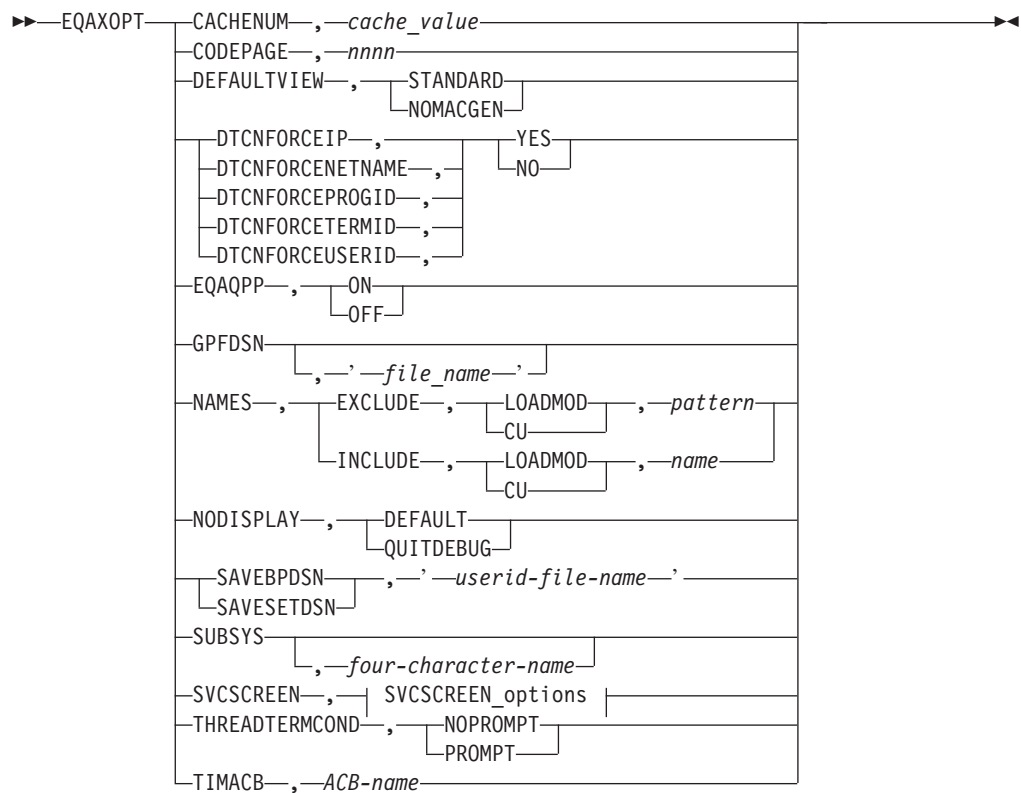 EQAXOPT CACHENUM , cache_value
CODEPAGE , nnnn
DEFAULTVIEW , STANDARD
NOMACGEN
DTCNFORCEIP , YES
DTCNFORCENETNAME , NO
DTCNFORCEPROGID ,
DTCNFORCETERMID ,
DTCNFORCEUSERID ,
EQAQPP , ON
OFF
GPFDSN
, ’ file_name ’
NAMES , EXCLUDE , LOADMOD , pattern
CU
INCLUDE , LOADMOD , name
CU
NODISPLAY , DEFAULT
QUITDEBUG
SAVEBPDSN , ’ userid-file-name ’
SAVESETDSN
SUBSYS
, four-character-name
SVCSCREEN , SVCSCREEN_options
THREADTERMCOND , NOPROMPT
PROMPT
TIMACB , ACB-name